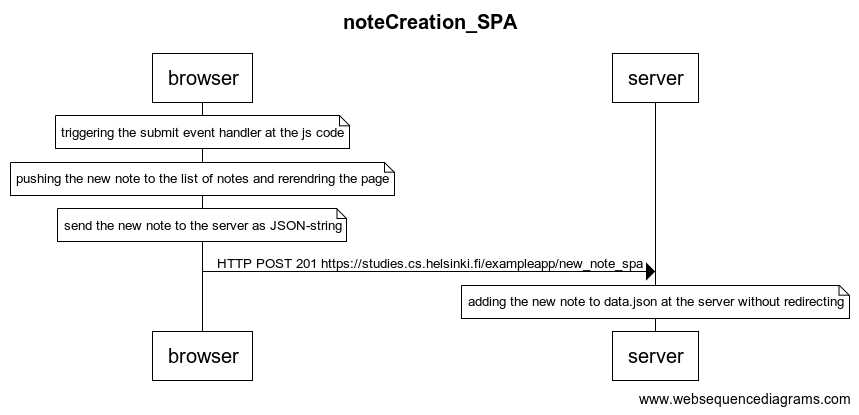 noteCreation_SPA
browser
server
triggering the submit event handler at the js code
pushing the new note to the list of notes and rerendring the page
send the new note to the server as JSON-string
HTTP POST 201 https://studies.cs.helsinki.fi/exampleapp/new_note_spa
adding the new note to data.json at the server without redirecting
browser
server
www.websequencediagrams.com